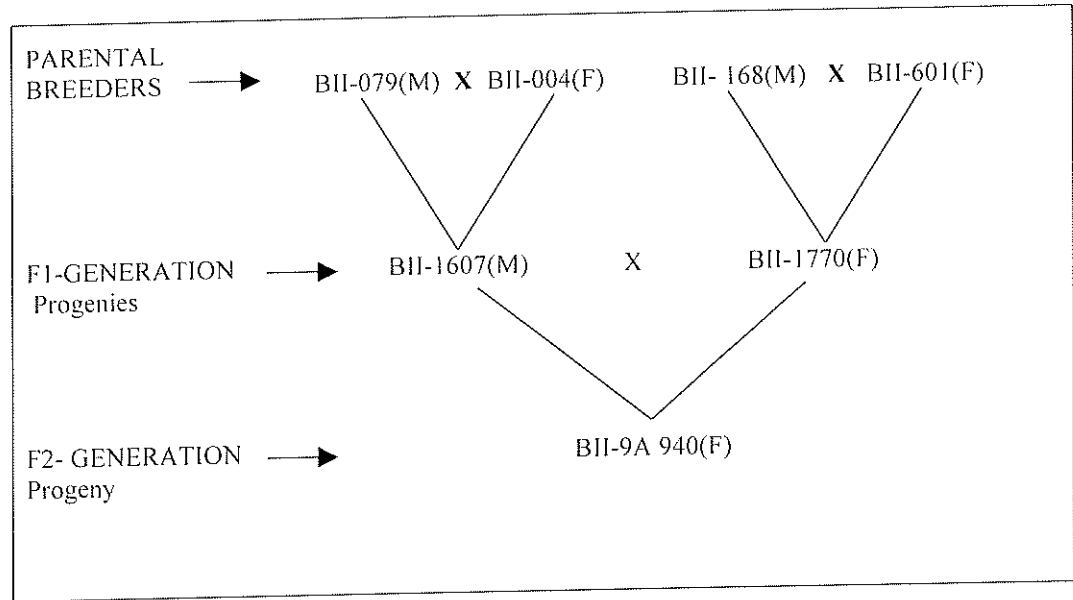 PARENTAL
BREEDERS
BII-079(M) X BII-004(F)
BII- 168(M) X BII-601(F)
F1-GENERATION
Progenies
BII-1607(M) X BII-1770(F)
F2- GENERATION
Progeny
BII-9A 940(F)